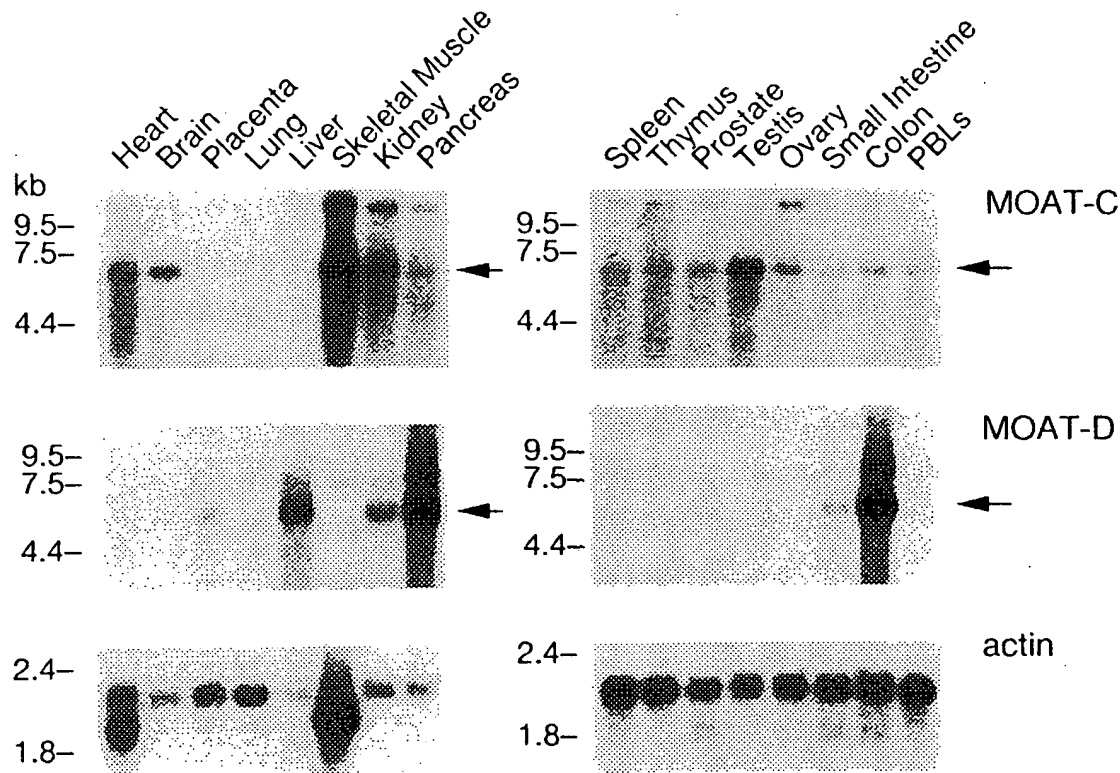 Heart
Brain
Placenta
Lung
Liver
Skeletal Muscle
Kidney
Pancreas
Spleen
Thymus
Prostate
Testis
Ovary
Small Intestine
Colon
PBLs
kb
9.5–
7.5–
4.4–
9.5–
7.5–
4.4–
MOAT-C
9.5–
7.5–
4.4–
9.5–
7.5–
4.4–
MOAT-D
2.4–
1.8–
2.4–
1.8–
actin